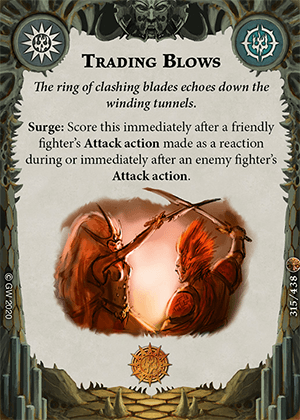 TRADING BLOWS
The ring of clashing blades echoes down the
winding tunnels.
Surge: Score this immediately after a friendly
fighter's Attack action made as a reaction
during or immediately after an enemy fighter's
Attack action.
© GW 2020
315/438